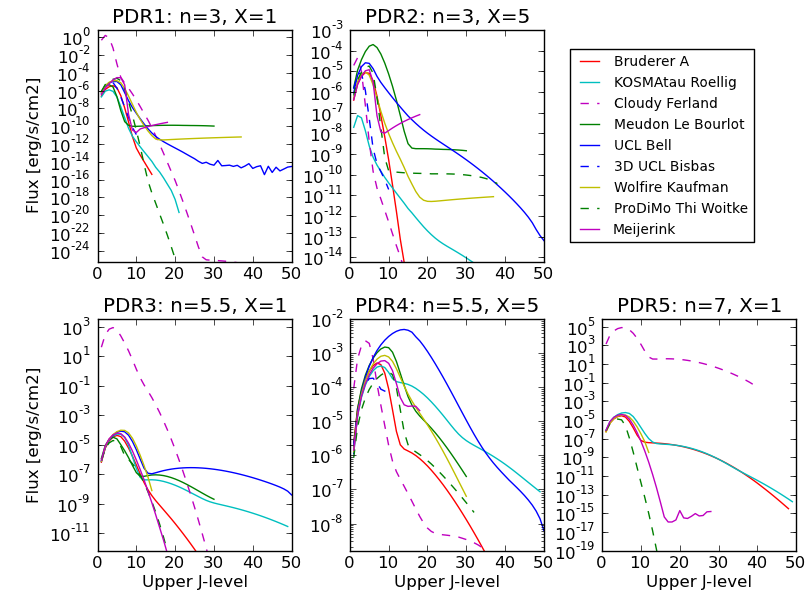 PDR1: n=3, X=1
PDR2: n=3, X=5
Flux [erg/s/cm2]
10^0
10^-2
10^-4
10^-6
10^-8
10^-10
10^-12
10^-14
10^-16
10^-18
10^-20
10^-22
10^-24
0 10 20 30 40 50
10^-3
10^-4
10^-5
10^-6
10^-7
10^-8
10^-9
10^-10
10^-11
10^-12
10^-13
10^-14
0 10 20 30 40 50
Bruderer A
KOSMAtau Roellig
Cloudy Ferland
Meudon Le Bourlot
UCL Bell
3D UCL Bisbas
Wolfire Kaufman
ProDiMo Thi Woitke
Meijerink
PDR3: n=5.5, X=1
PDR4: n=5.5, X=5
PDR5: n=7, X=1
Flux [erg/s/cm2]
10^3
10^1
10^-1
10^-3
10^-5
10^-7
10^-9
10^-11
0 10 20 30 40 50
Upper J-level
10^-2
10^-3
10^-4
10^-5
10^-6
10^-7
10^-8
0 10 20 30 40 50
Upper J-level
10^5
10^3
10^1
10^-1
10^-3
10^-5
10^-7
10^-9
10^-11
10^-13
10^-15
10^-17
10^-19
0 10 20 30 40 50
Upper J-level